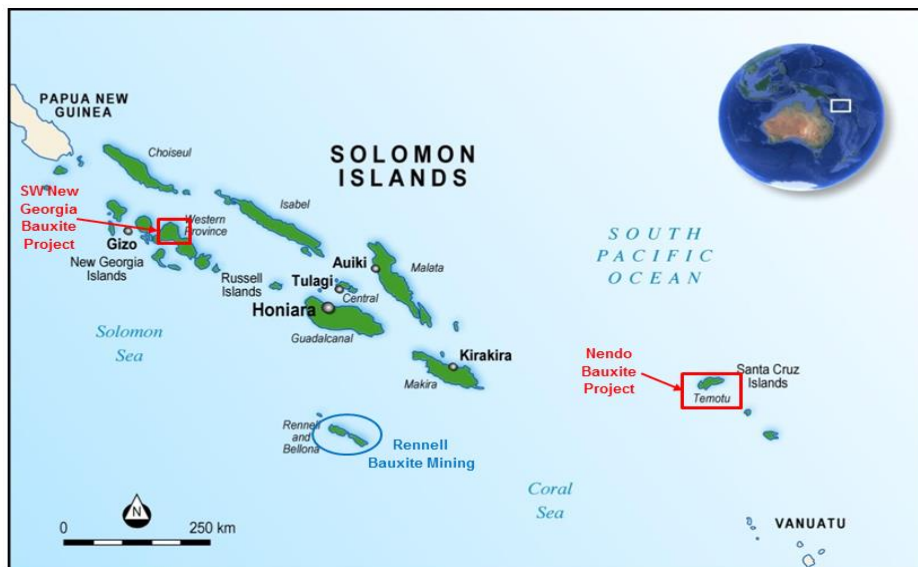 PAPUA NEW
GUINEA
Choiseul
SOLOMON
ISLANDS
SW New
Georgia
Bauxite
Project
Western
Province
Isabel
Gizo
New Georgia
Islands
Russell
Islands
Auiki
Malata
Tulagi
Central
Honiara
Guadalcanal
SOUTH
PACIFIC
OCEAN
Solomon
Sea
Kirakira
Makira
Nendo
Bauxite
Project
Santa Cruz
Islands
Temotu
Rennell
and
Bellona
Rennell
Bauxite Mining
Coral
Sea
N
0 250 km
VANUATU